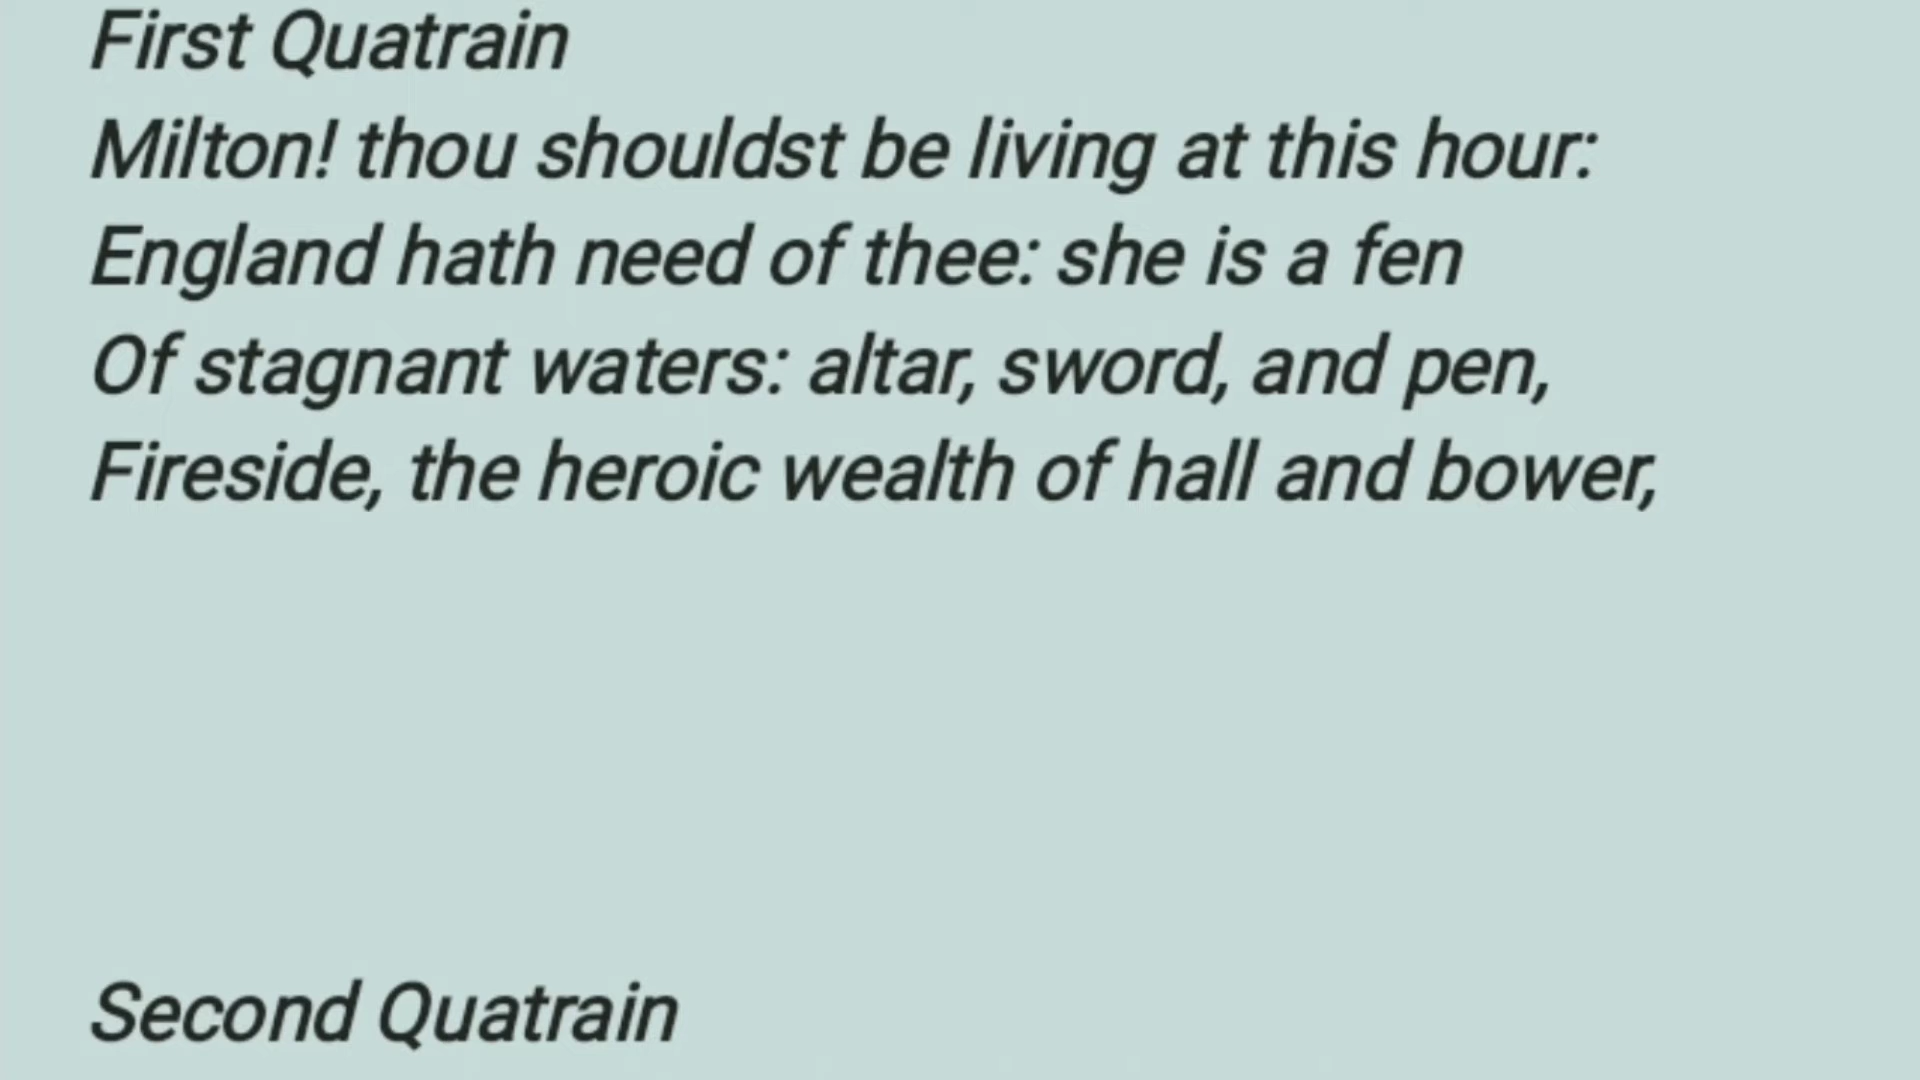 First Quatrain
Milton! thou shouldst be living at this hour:
England hath need of thee: she is a fen
Of stagnant waters: altar, sword, and pen,
Fireside, the heroic wealth of hall and bower,
Second Quatrain